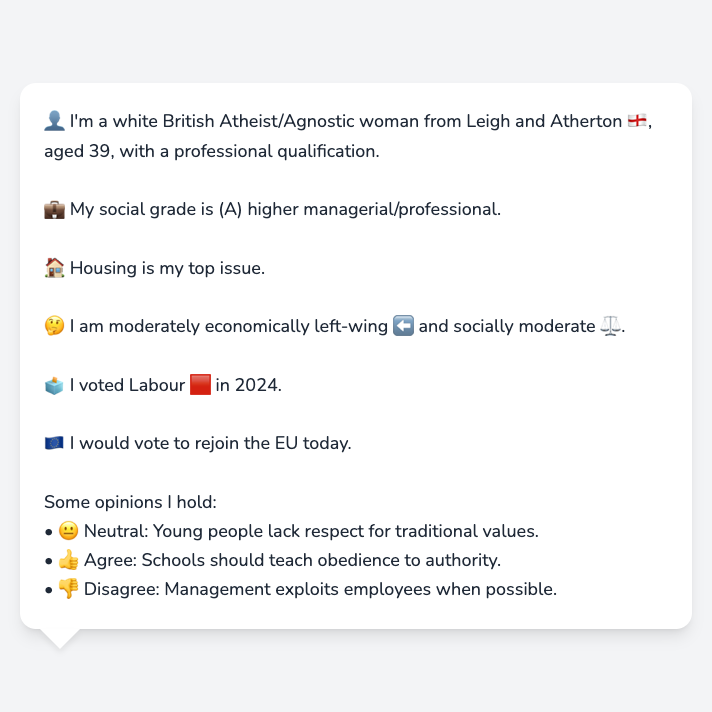 👤 I'm a white British Atheist/Agnostic woman from Leigh and Atherton 🏴󠁧󠁢󠁥󠁮󠁧󠁿,
aged 39, with a professional qualification.
💼 My social grade is (A) higher managerial/professional.
🏠 Housing is my top issue.
🤔 I am moderately economically left-wing ⬅️ and socially moderate ⚖️.
🗳️ I voted Labour 🟥 in 2024.
🇪🇺 I would vote to rejoin the EU today.
Some opinions I hold:
• 😐 Neutral: Young people lack respect for traditional values.
• 👍 Agree: Schools should teach obedience to authority.
• 👎 Disagree: Management exploits employees when possible.